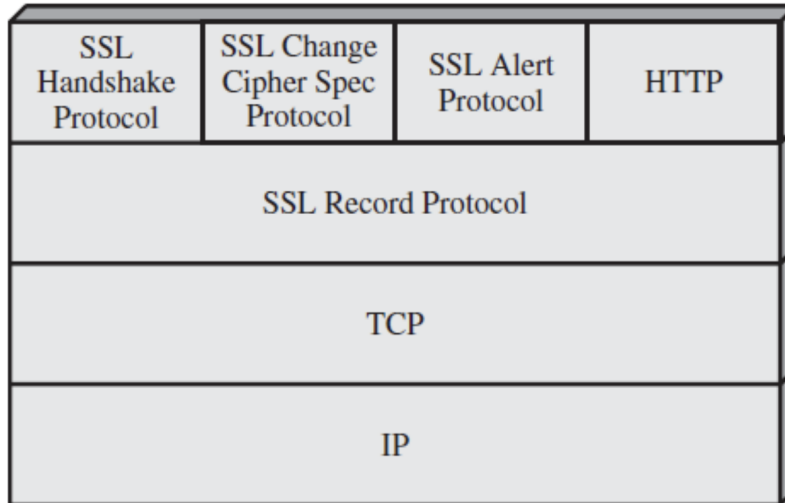 SSL
Handshake
Protocol
SSL Change
Cipher Spec
Protocol
SSL Alert
Protocol
HTTP
SSL Record Protocol
TCP
IP